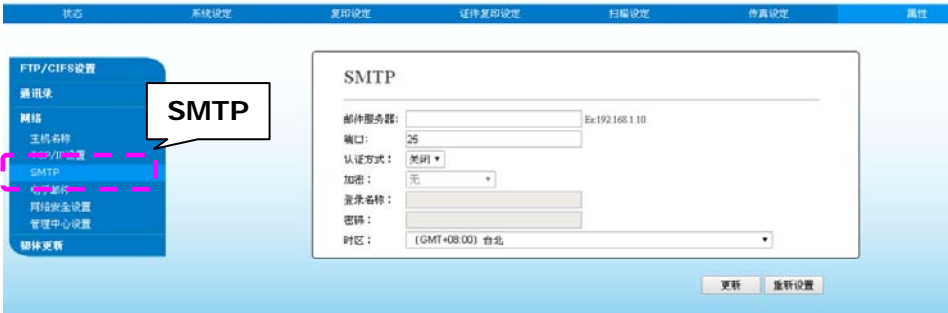 状态 系统设定 复印设定 证件复印设定 扫描设定 传真设定 属性
FTP/CIFS设置
通讯录
网络
主机名称
TCP/IP设置
SMTP
电子邮件
网络安全设置
管理中心设置
韧体更新
SMTP
SMTP
邮件服务器: Ex:192.168.1.10
端口: 25
认证方式： 关闭
加密： 无
登录名称：
密码：
时区： (GMT+08:00) 台北
更新 重新设置